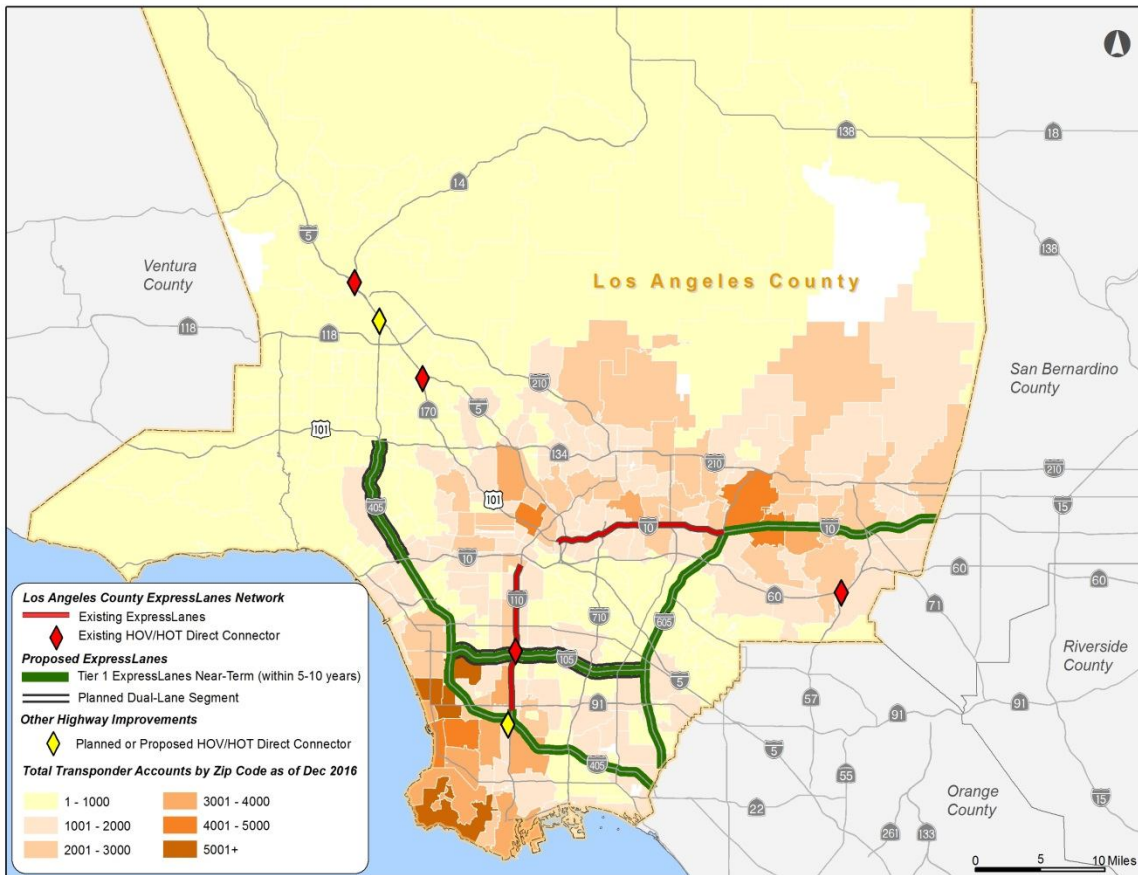 138
18
14
5
138
Ventura
County
Los Angeles County
118
118
San Bernardino
County
210
170
5
101
134
210
210
101
15
405
10
10
10
60
110
60
60
710
605
71
Los Angeles County ExpressLanes Network
Existing ExpressLanes
Existing HOV/HOT Direct Connector
Proposed ExpressLanes
Tier 1 ExpressLanes Near-Term (within 5-10 years)
Planned Dual-Lane Segment
Other Highway Improvements
Planned or Proposed HOV/HOT Direct Connector
Total Transponder Accounts by Zip Code as of Dec 2016
1 - 1000
3001 - 4000
1001 - 2000
4001 - 5000
2001 - 3000
5001+
105
5
Riverside
County
57
91
91
91
5
405
55
Orange
County
15
22
261
133
0 5 10 Miles